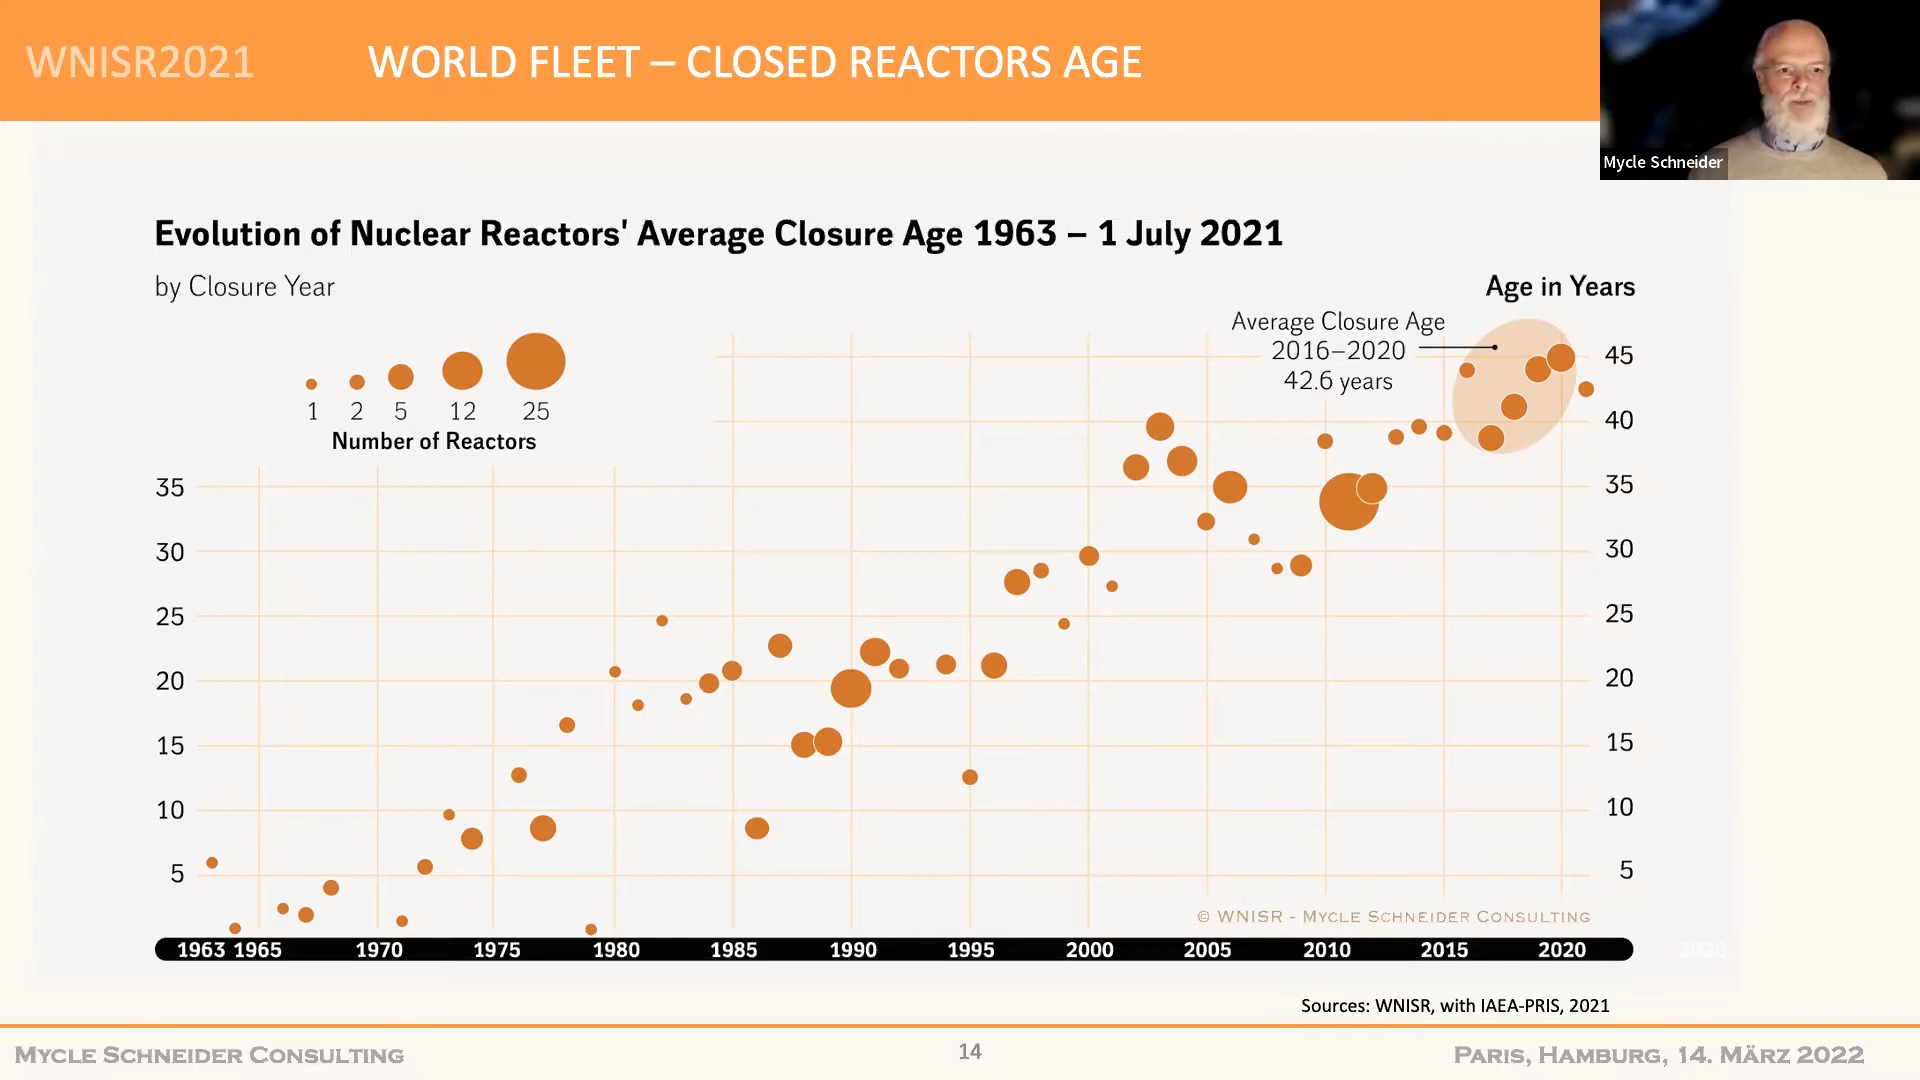 WNISR2021
WORLD FLEET – CLOSED REACTORS AGE
Mycle Schneider
Evolution of Nuclear Reactors' Average Closure Age 1963 – 1 July 2021
by Closure Year
Age in Years
Average Closure Age
2016–2020
42.6 years
1 2 5 12 25
Number of Reactors
45
40
35 35
30 30
25 25
20 20
15 15
10 10
5 5
© WNISR - Mycle Schneider Consulting
1963 1965 1970 1975 1980 1985 1990 1995 2000 2005 2010 2015 2020
Sources: WNISR, with IAEA-PRIS, 2021
Mycle Schneider Consulting
14
Paris, Hamburg, 14. März 2022